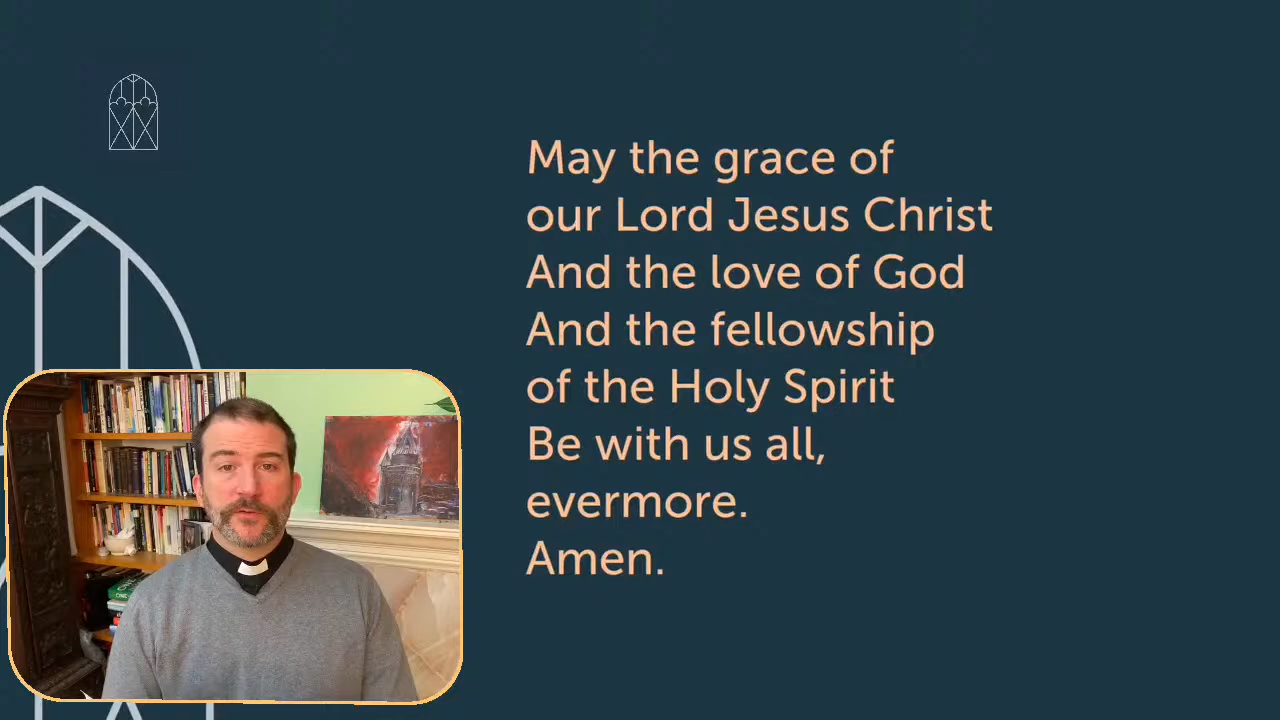 May the grace of
our Lord Jesus Christ
And the love of God
And the fellowship
of the Holy Spirit
Be with us all,
evermore.
Amen.